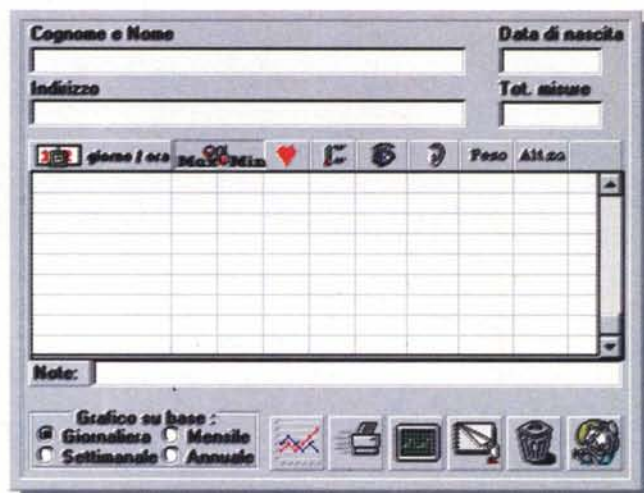 Cognome e Nome
Data di nascita
Indirizzo
Tot. misure
giorno / ora
Max Min
Peso
Alt.za
Note:
Grafico su base :
Giornaliera
Mensile
Settimanale
Annuale